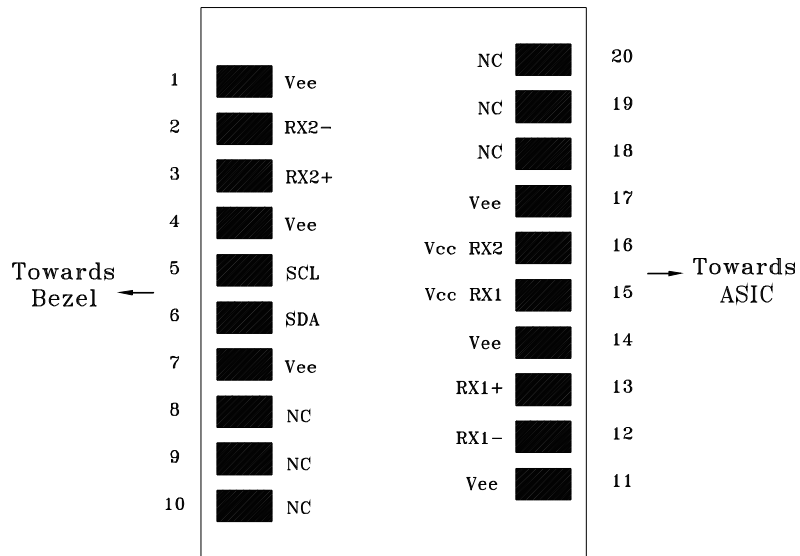 1 Vee
2 RX2-
3 RX2+
4 Vee
5 SCL
6 SDA
7 Vee
8 NC
9 NC
10 NC
Towards
Bezel
NC 20
NC 19
NC 18
Vee 17
Vcc RX2 16
Vcc RX1 15
Vee 14
RX1+ 13
RX1- 12
Vee 11
Towards
ASIC